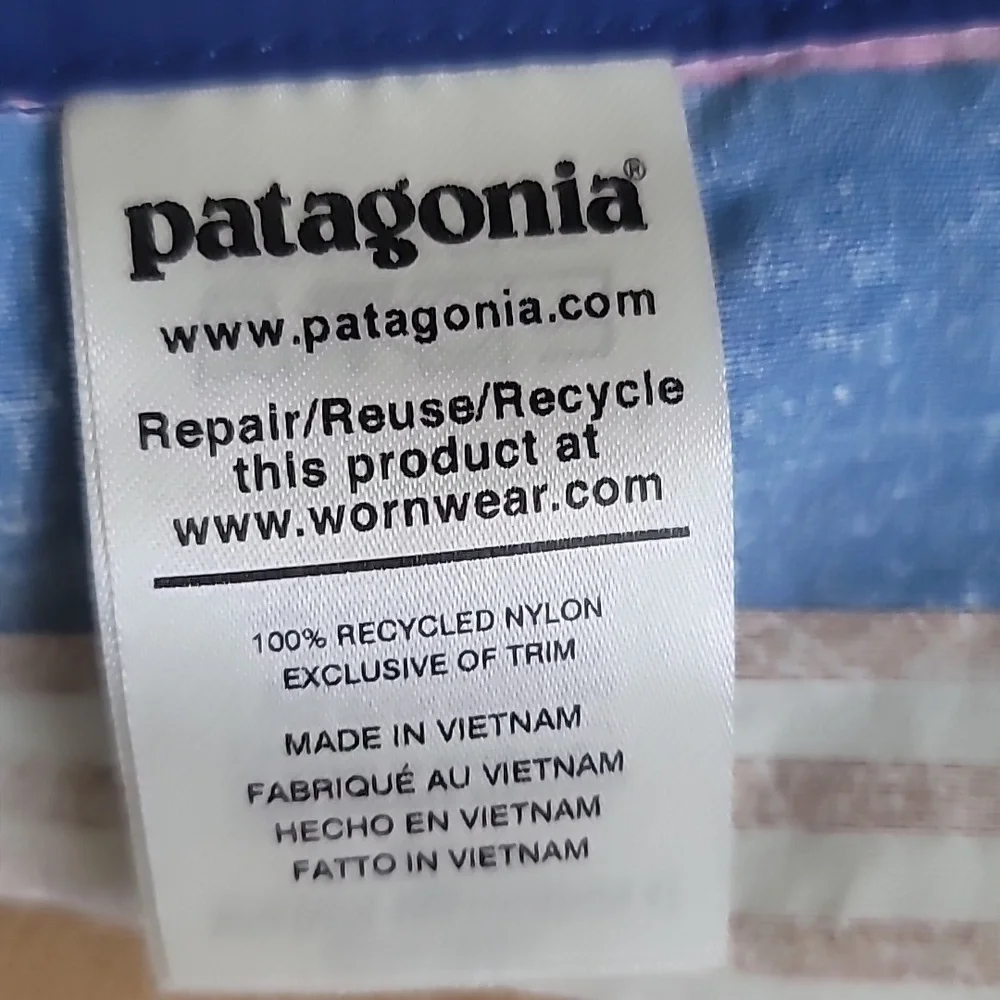 patagonia®
www.patagonia.com
Repair/Reuse/Recycle
this product at
www.wornwear.com
100% RECYCLED NYLON
EXCLUSIVE OF TRIM
MADE IN VIETNAM
FABRIQUÉ AU VIETNAM
HECHO EN VIETNAM
FATTO IN VIETNAM